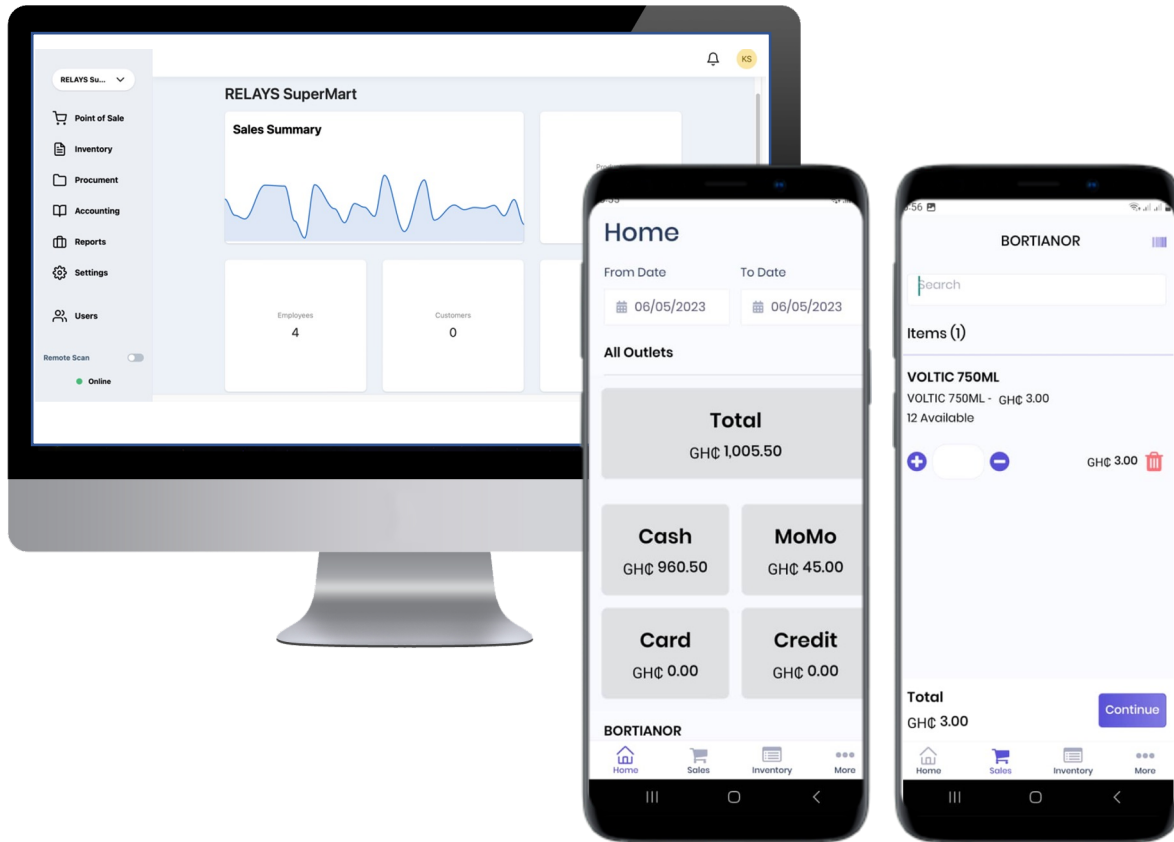 RELAYS Su...
Point of Sale
Inventory
Procument
Accounting
Reports
Settings
Users
Remote Scan
Online
KS
RELAYS SuperMart
Sales Summary
Employees
4
Customers
0
Home
From Date To Date
06/05/2023 06/05/2023
All Outlets
Total
GH₵ 1,005.50
Cash MoMo
GH₵ 960.50 GH₵ 45.00
Card Credit
GH₵ 0.00 GH₵ 0.00
BORTIANOR
Home Sales Inventory More
:56
BORTIANOR
Search
Items (1)
VOLTIC 750ML
VOLTIC 750ML - GH₵ 3.00
12 Available
GH₵ 3.00
Total
GH₵ 3.00
Continue
Home Sales Inventory More